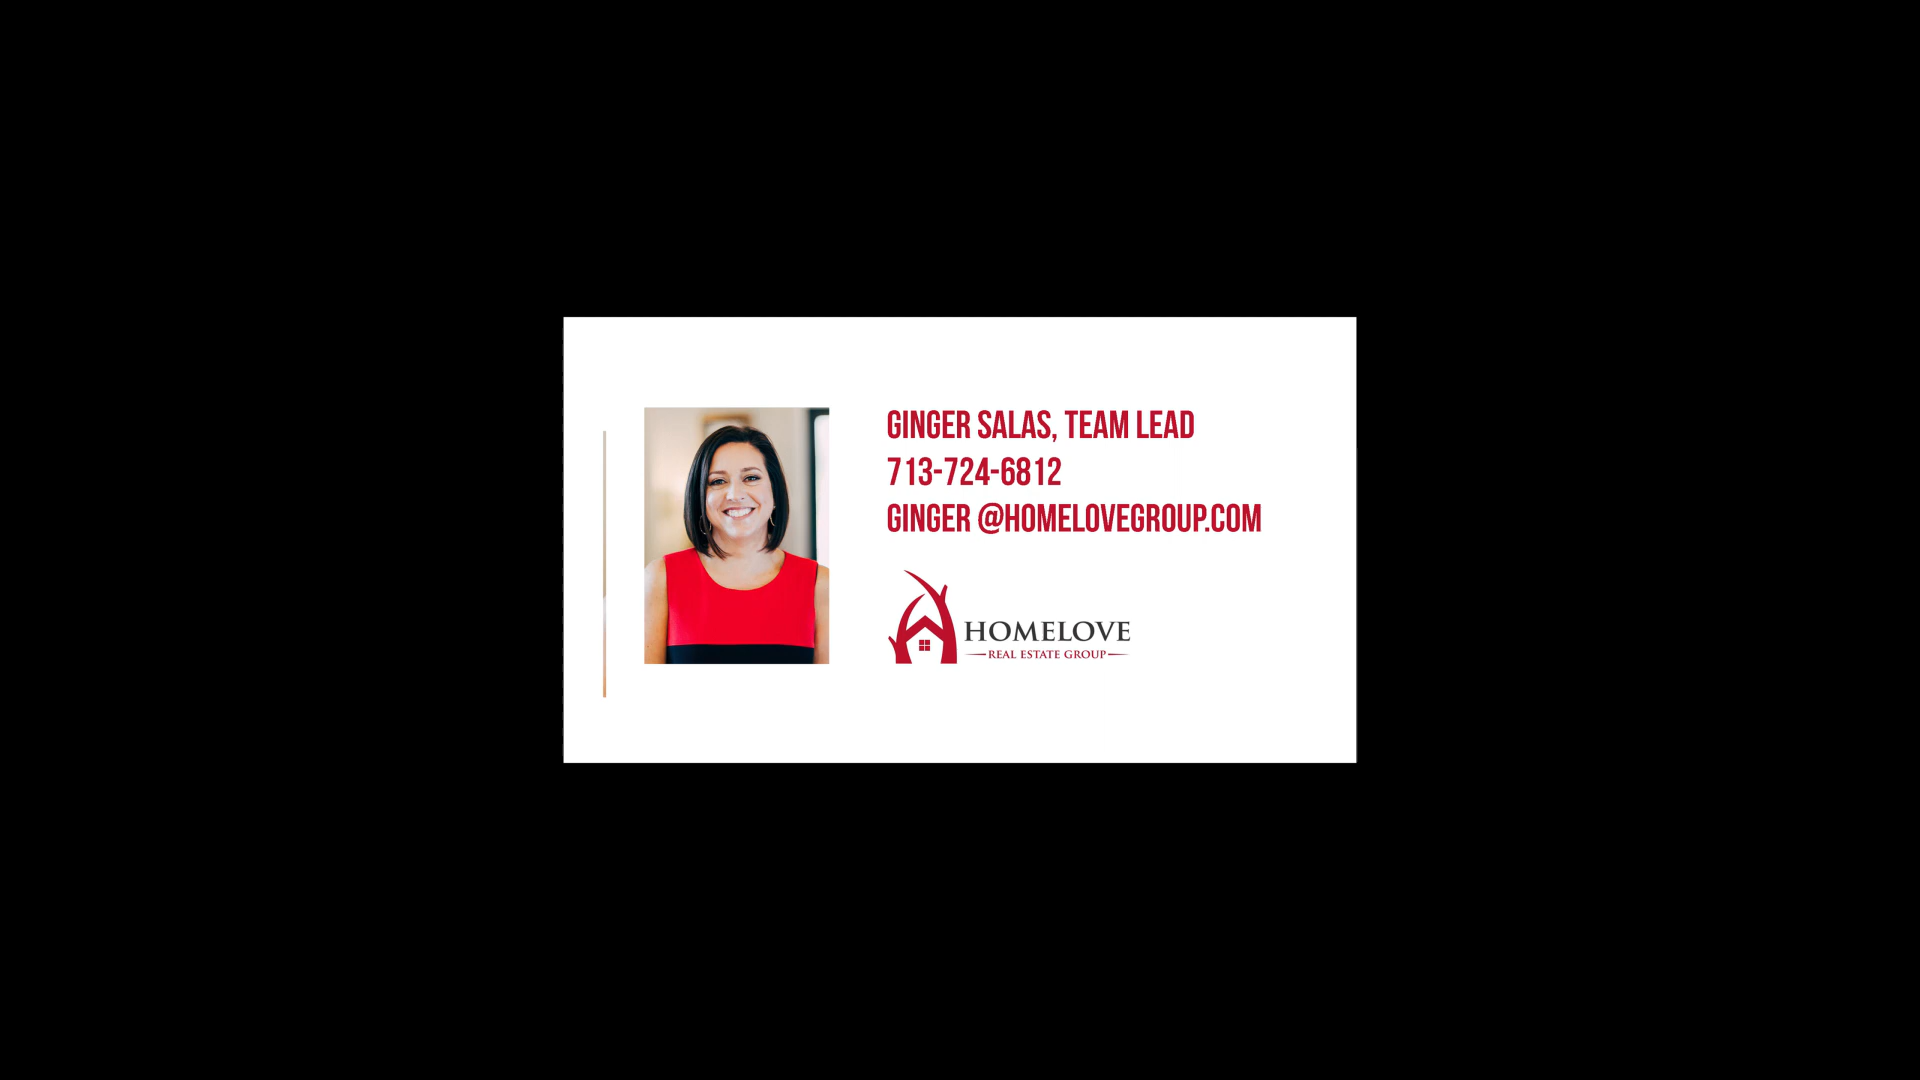 GINGER SALAS, TEAM LEAD
713-724-6812
GINGER @HOMELOVEGROUP.COM
HOMELOVE
REAL ESTATE GROUP